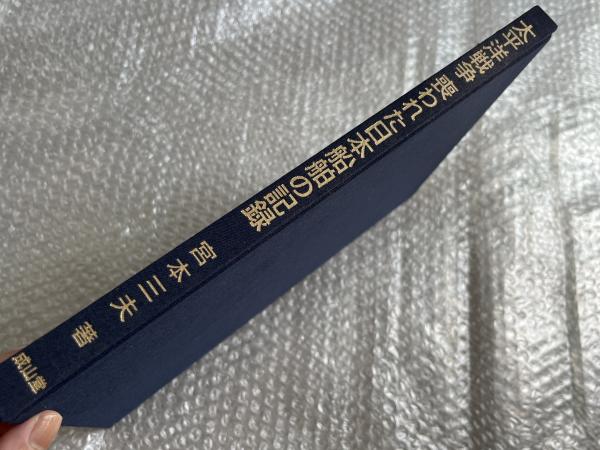 太平洋戦争 喪われた日本船舶の記録
宮本三夫 著
成山堂